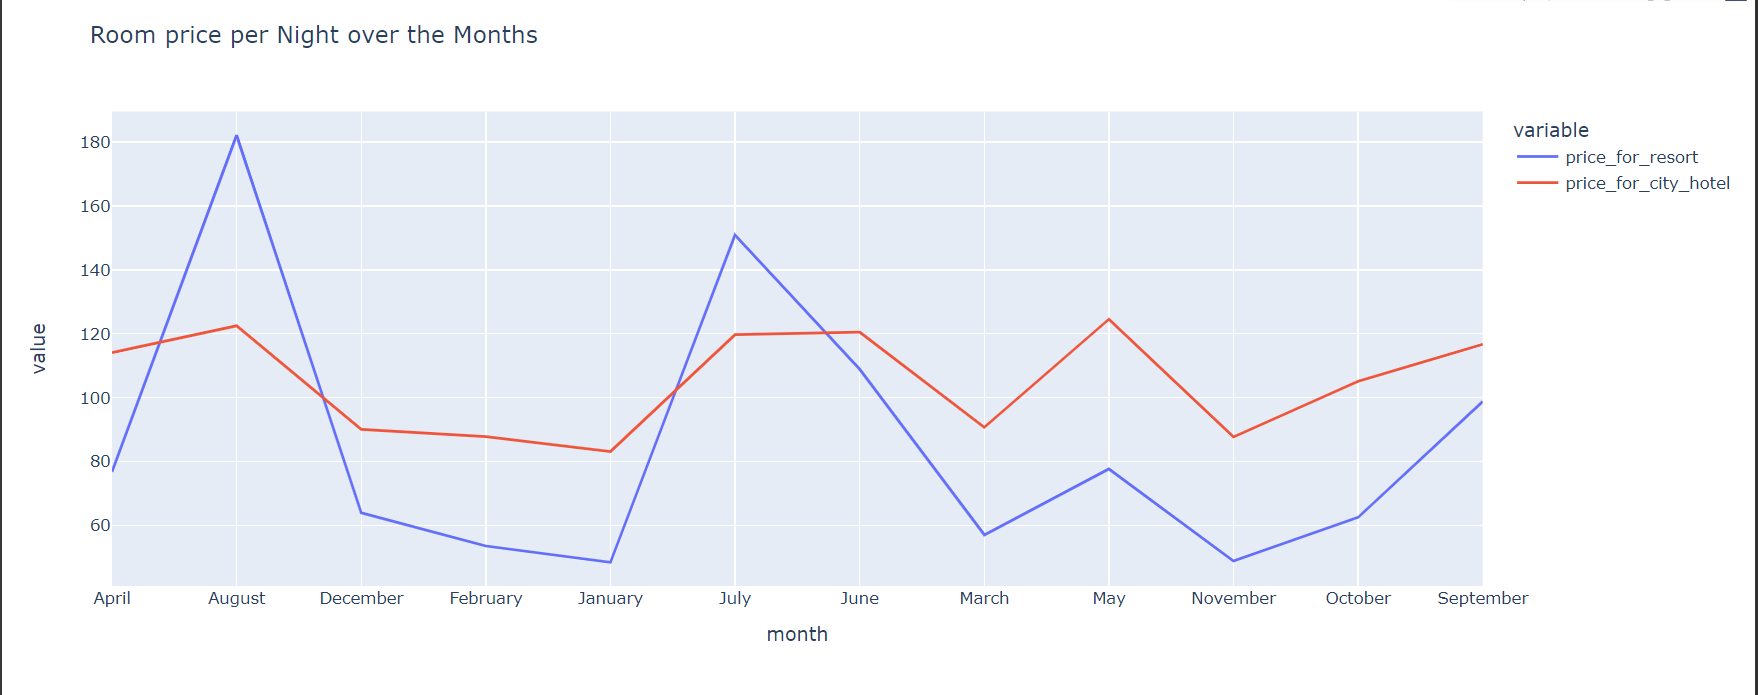 Room price per Night over the Months
variable
price_for_resort
price_for_city_hotel
value
180
160
140
120
100
80
60
April August December February January July June March May November October September
month